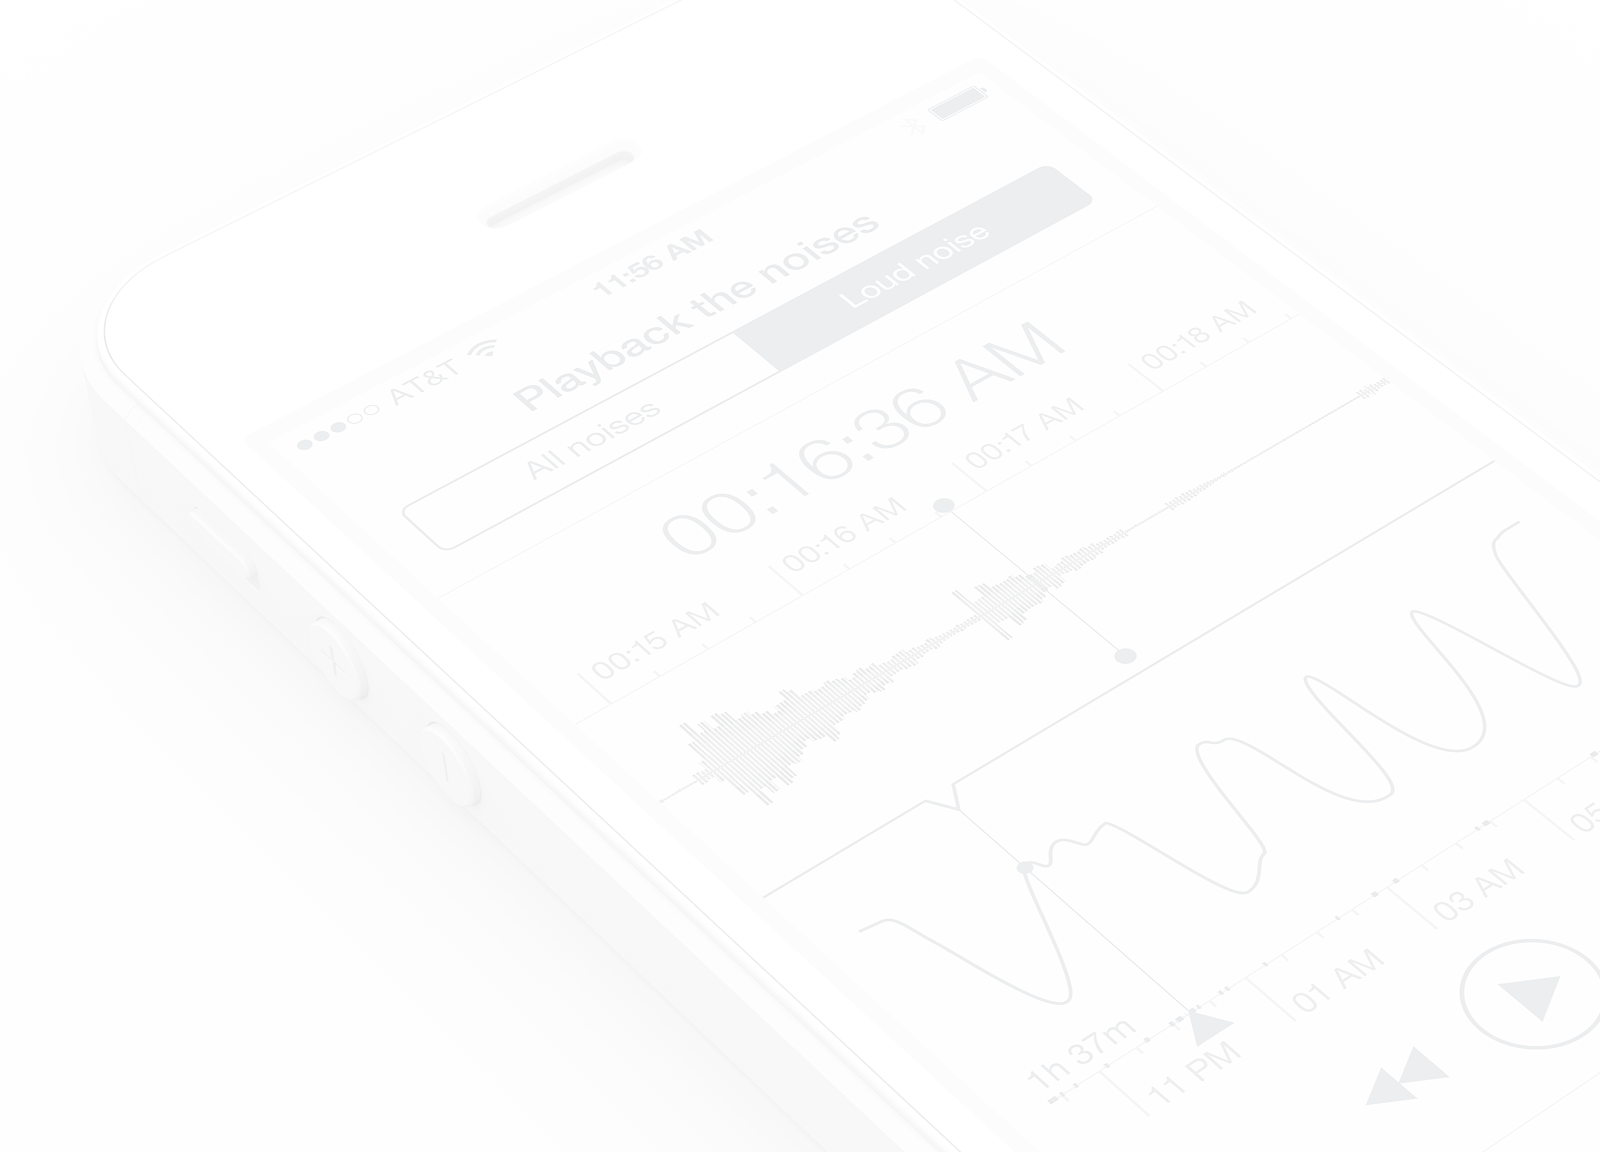 AT&T 11:56 AM
Playback the noises
All noises Loud noise
00:16:36 AM
00:15 AM 00:16 AM 00:17 AM 00:18 AM
1h 37m
11 PM 01 AM 03 AM